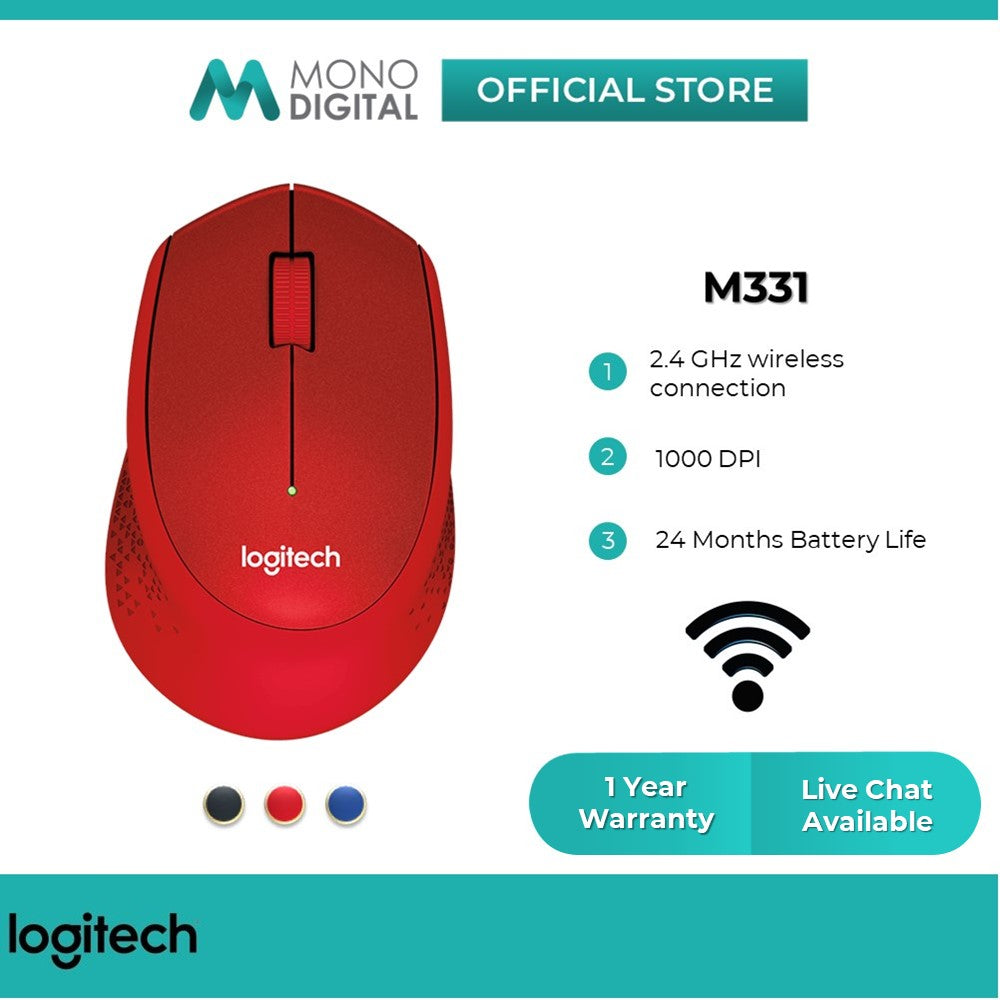 MONO
DIGITAL
OFFICIAL STORE
M331
1
2.4 GHz wireless
connection
2
1000 DPI
3
24 Months Battery Life
logitech
1 Year
Warranty
Live Chat
Available
logitech